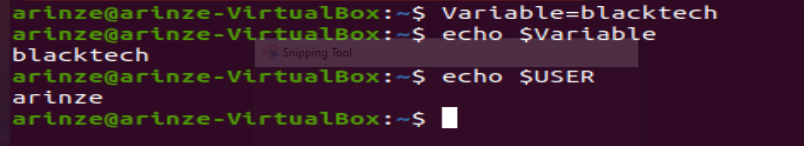 arinze@arinze-VirtualBox:~$ Variable=blacktech
arinze@arinze-VirtualBox:~$ echo $Variable
Snipping Tool
blacktech
arinze@arinze-VirtualBox:~$ echo $USER
arinze
arinze@arinze-VirtualBox:~$